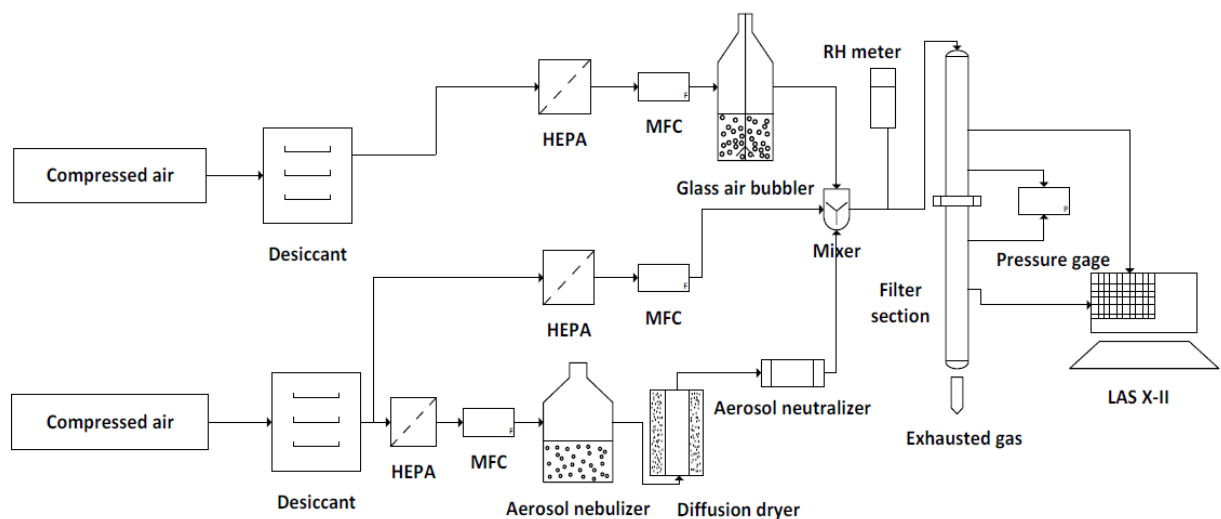 RH meter
HEPA
MFC
F
Glass air bubbler
Compressed air
Desiccant
Mixer
P
Pressure gage
HEPA
MFC
F
Filter
section
Compressed air
Desiccant
HEPA
MFC
F
Aerosol nebulizer
Diffusion dryer
Aerosol neutralizer
Exhausted gas
LAS X-II